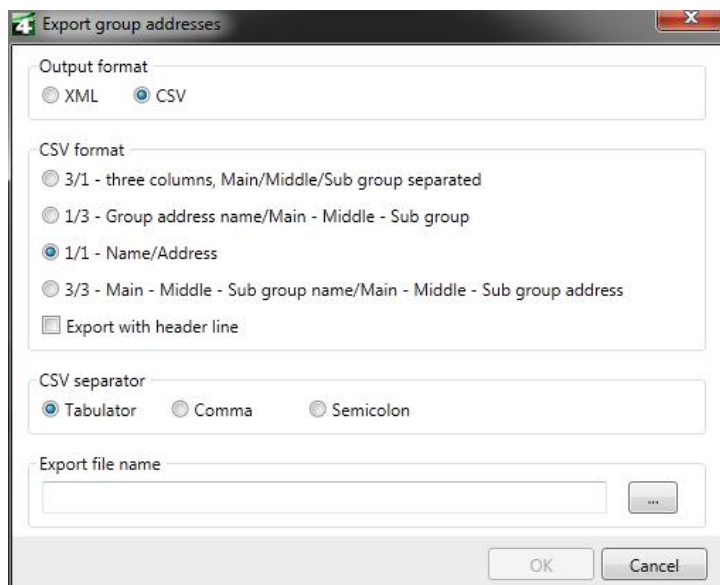 4 Export group addresses
Output format
XML CSV
CSV format
3/1 - three columns, Main/Middle/Sub group separated
1/3 - Group address name/Main - Middle - Sub group
1/1 - Name/Address
3/3 - Main - Middle - Sub group name/Main - Middle - Sub group address
Export with header line
CSV separator
Tabulator Comma Semicolon
Export file name
...
OK Cancel